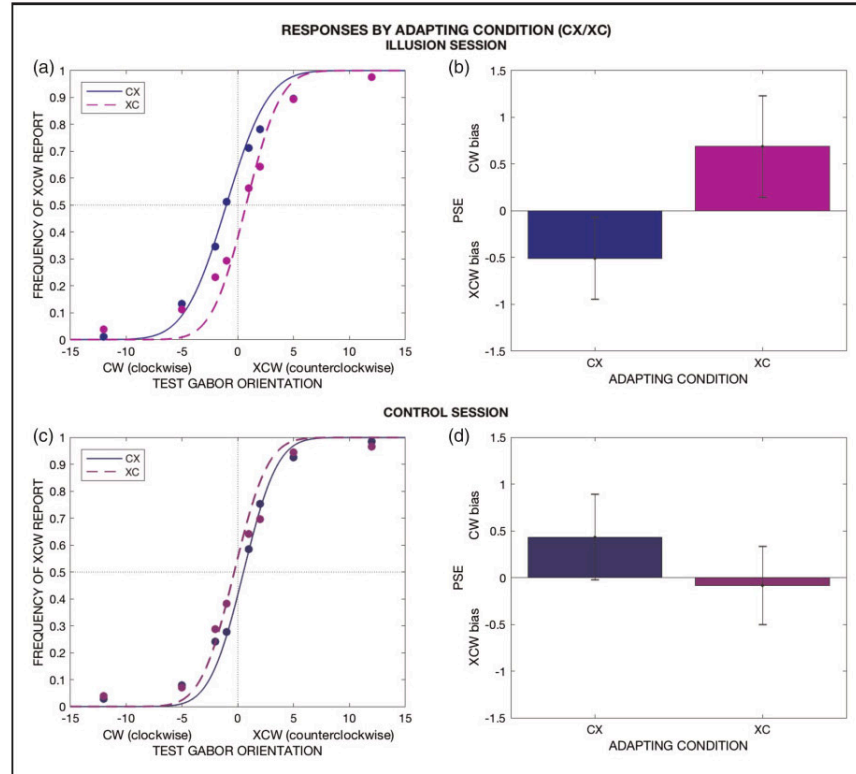 RESPONSES BY ADAPTING CONDITION (CX/XC)
ILLUSION SESSION
(a)
CX
XC
FREQUENCY OF XCW REPORT
1
0.9
0.8
0.7
0.6
0.5
0.4
0.3
0.2
0.1
0
-15 -10 -5 0 5 10 15
CW (clockwise) XCW (counterclockwise)
TEST GABOR ORIENTATION
(b)
CW bias
PSE
XCW bias
1.5
1
0.5
0
-0.5
-1
-1.5
CX XC
ADAPTING CONDITION
CONTROL SESSION
(c)
CX
XC
FREQUENCY OF XCW REPORT
1
0.9
0.8
0.7
0.6
0.5
0.4
0.3
0.2
0.1
0
-15 -10 -5 0 5 10 15
CW (clockwise) XCW (counterclockwise)
TEST GABOR ORIENTATION
(d)
CW bias
PSE
XCW bias
1.5
1
0.5
0
-0.5
-1
-1.5
CX XC
ADAPTING CONDITION